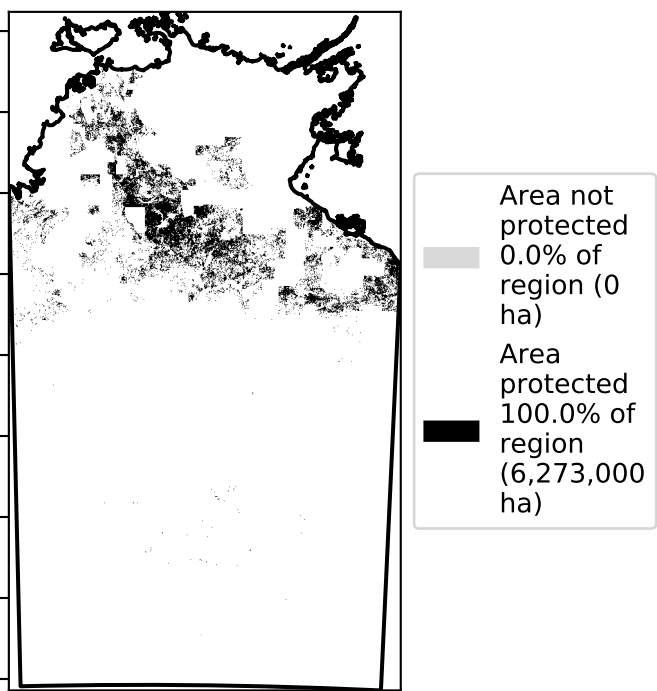 Area not
protected
0.0% of
region (0
ha)
Area
protected
100.0% of
region
(6,273,000
ha)